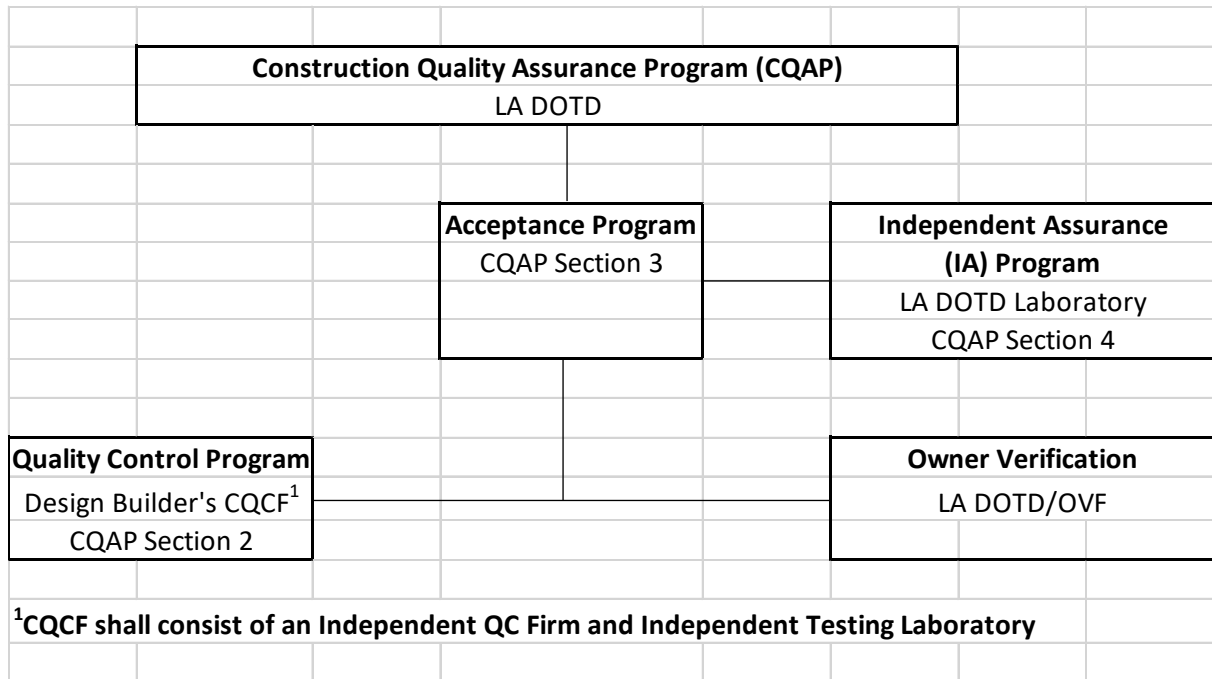 Construction Quality Assurance Program (CQAP)
LA DOTD
Acceptance Program
CQAP Section 3
Independent Assurance
(IA) Program
LA DOTD Laboratory
CQAP Section 4
Quality Control Program
Design Builder's CQCF¹
CQAP Section 2
Owner Verification
LA DOTD/OVF
¹CQCF shall consist of an Independent QC Firm and Independent Testing Laboratory